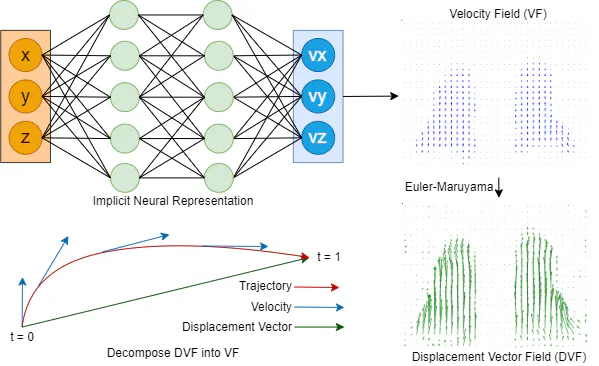 x
y
z
vx
vy
vz
Implicit Neural Representation
Velocity Field (VF)
Euler-Maruyama
Displacement Vector Field (DVF)
t = 0
t = 1
Trajectory
Velocity
Displacement Vector
Decompose DVF into VF